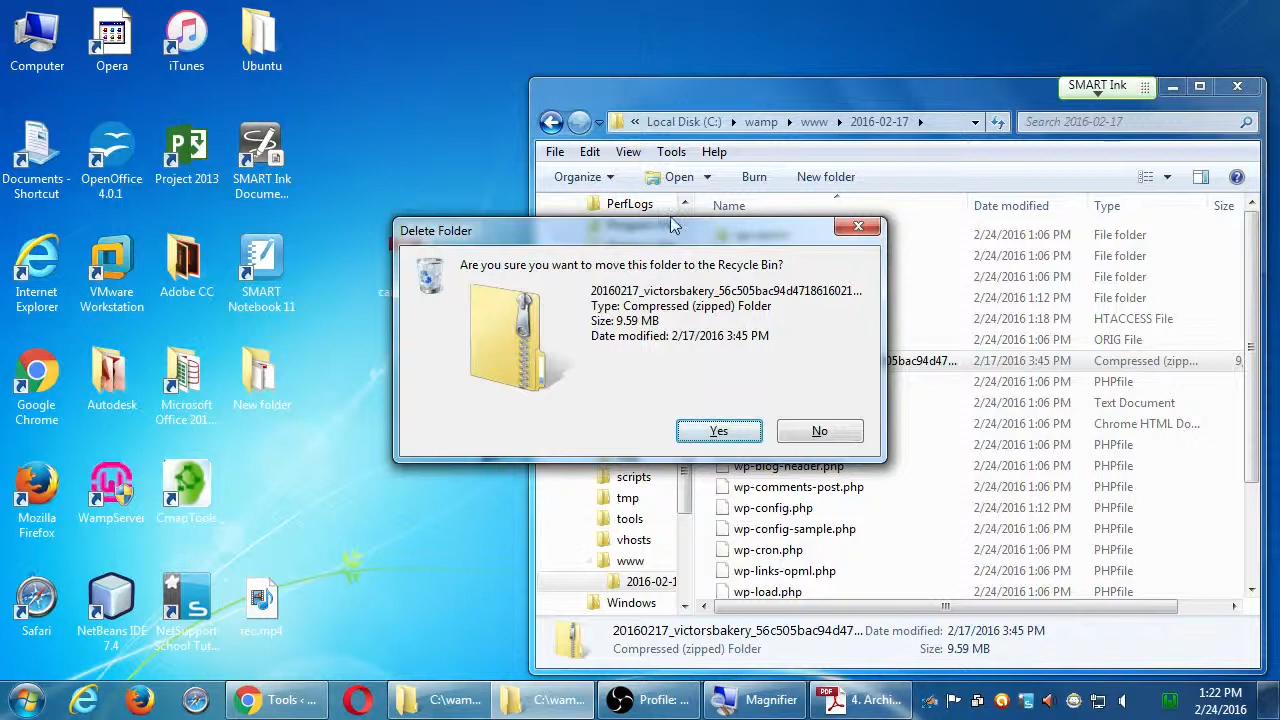 Computer
Opera
iTunes
Ubuntu
Documents -
Shortcut
OpenOffice
4.0.1
Project 2013
SMART Ink
Docume...
Internet
Explorer
VMware
Workstation
Adobe CC
SMART
Notebook 11
Google
Chrome
Autodesk
Microsoft
Office 201...
New folder
Mozilla
Firefox
WampServer
CmapTools
Safari
NetBeans IDE
7.4
NetSupport
School Tut...
rec.mp4
SMART Ink
Local Disk (C:)
wamp
www
2016-02-17
Search 2016-02-17
File Edit View Tools Help
Organize
Open
Burn
New folder
PerfLogs
Name
Date modified
Type
Size
2/24/2016 1:06 PM File folder
2/24/2016 1:06 PM File folder
2/24/2016 1:06 PM File folder
2/24/2016 1:12 PM File folder
2/24/2016 1:18 PM HTACCESS File
2/24/2016 1:06 PM ORIG File
05bac94d47... 2/17/2016 3:45 PM Compressed (zipp... 9
2/24/2016 1:06 PM PHPfile
2/24/2016 1:06 PM Text Document
2/24/2016 1:06 PM Chrome HTML Do...
2/24/2016 1:06 PM PHPfile
wp-blog-header.php 2/24/2016 1:06 PM PHPfile
wp-comments-post.php 2/24/2016 1:06 PM PHPfile
wp-config.php 2/24/2016 1:12 PM PHPfile
wp-config-sample.php 2/24/2016 1:06 PM PHPfile
wp-cron.php 2/24/2016 1:06 PM PHPfile
wp-links-opml.php 2/24/2016 1:06 PM PHPfile
wp-load.php 2/24/2016 1:06 PM PHPfile
scripts
tmp
tools
vhosts
www
2016-02-1
Windows
Delete Folder
Are you sure you want to move this folder to the Recycle Bin?
20160217_victorsbakery_56c505bac94d4718616021...
Type: Compressed (zipped) Folder
Size: 9.59 MB
Date modified: 2/17/2016 3:45 PM
Yes
No
20160217_victorsbakery_56c505bac94d47... Date modified: 2/17/2016 3:45 PM
Compressed (zipped) Folder Size: 9.59 MB
Tools ‹ ...
C:\wam...
C:\wam...
Profile: ...
Magnifier
PDF
4. Archi...
1:22 PM
2/24/2016